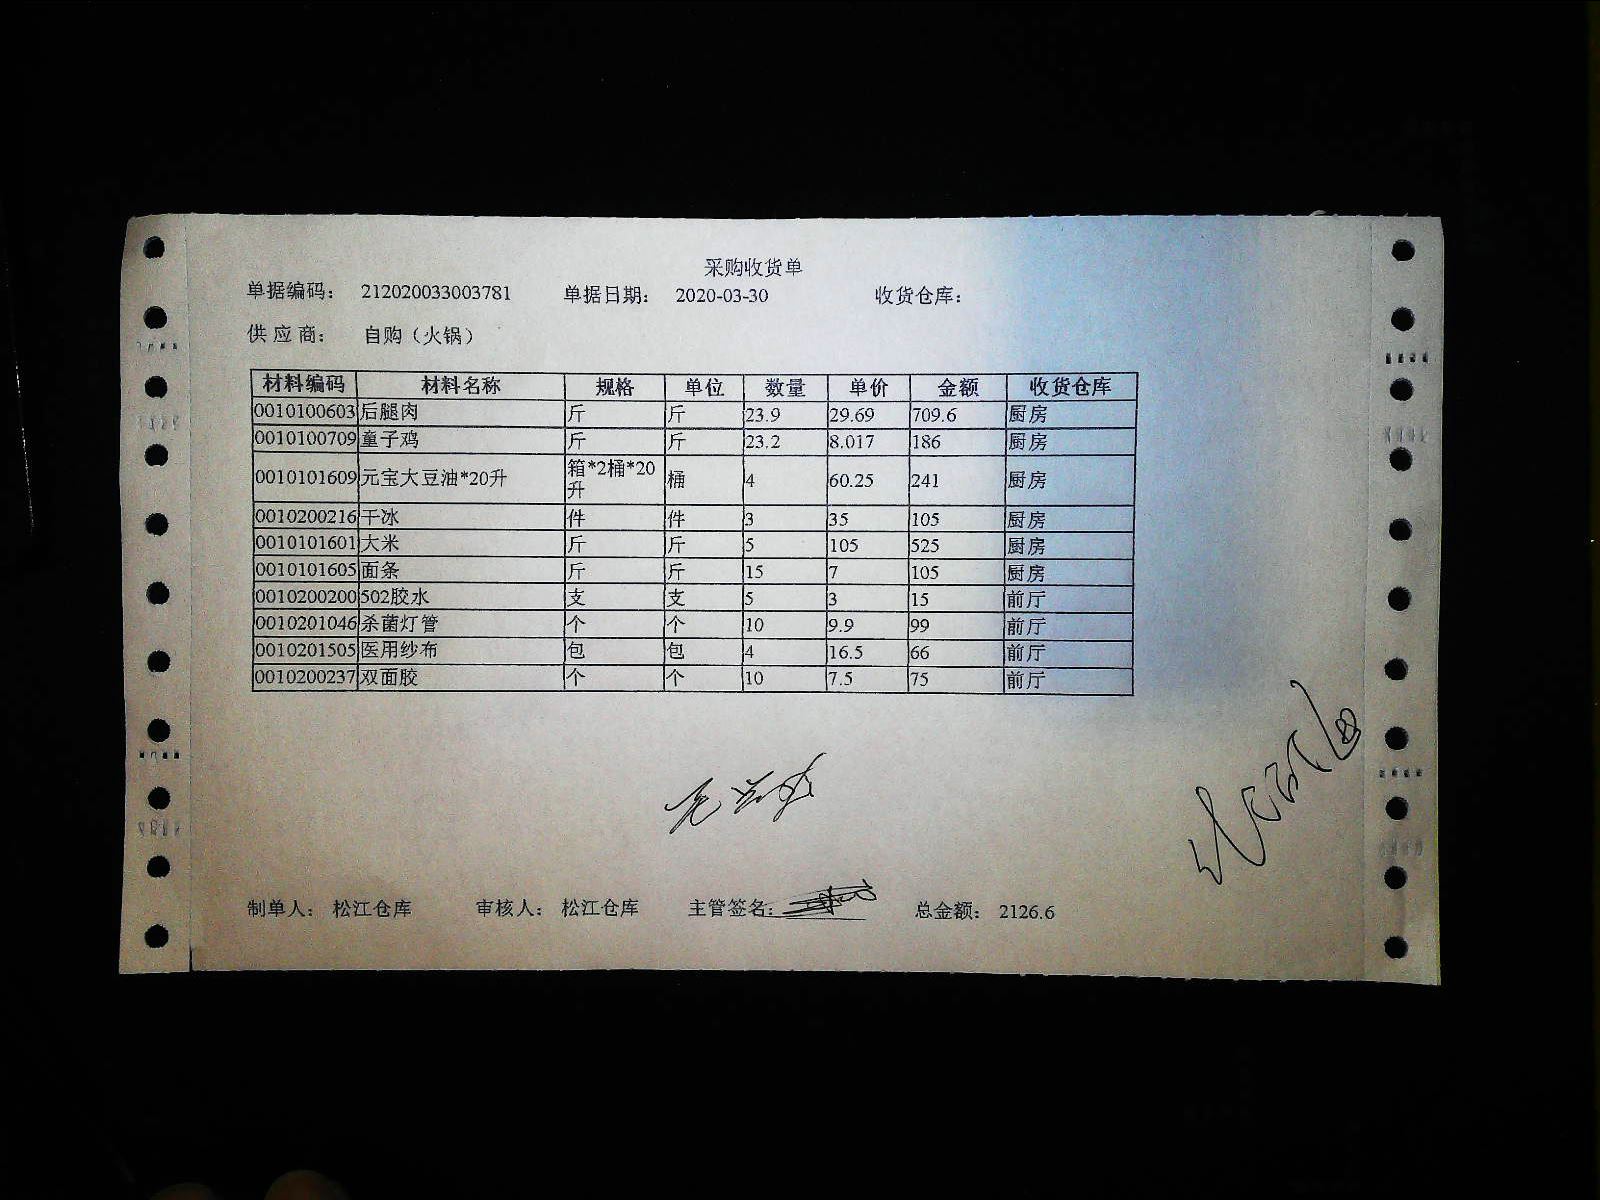 采购收货单
单据编码: 212020033003781 单据日期: 2020-03-30 收货仓库:
供应商: 自购（火锅）
材料编码 材料名称 规格 单位 数量 单价 金额 收货仓库
0010100603 后腿肉 斤 斤 23.9 29.69 709.6 厨房
0010100709 童子鸡 斤 斤 23.2 8.017 186 厨房
0010101609 元宝大豆油*20升 箱*2桶*20升 桶 4 60.25 241 厨房
0010200216 干冰 件 件 3 35 105 厨房
0010101601 大米 斤 斤 5 105 525 厨房
0010101605 面条 斤 斤 15 7 105 厨房
0010200200 502胶水 支 支 5 3 15 前厅
0010201046 杀菌灯管 个 个 10 9.9 99 前厅
0010201505 医用纱布 包 包 4 16.5 66 前厅
0010200237 双面胶 个 个 10 7.5 75 前厅
制单人: 松江仓库 审核人: 松江仓库 主管签名: 总金额: 2126.6